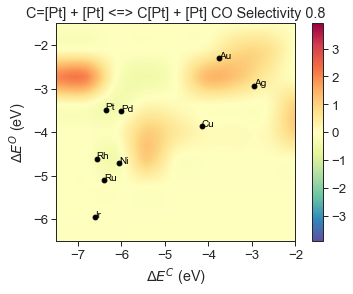 C=[Pt] + [Pt] <=> C[Pt] + [Pt] CO Selectivity 0.8
−2
−3
−4
−5
−6
ΔE^O (eV)
Au
Ag
Pt
Pd
Cu
Rh
Ni
Ru
Ir
−7
−6
−5
−4
−3
−2
ΔE^C (eV)
3
2
1
0
−1
−2
−3